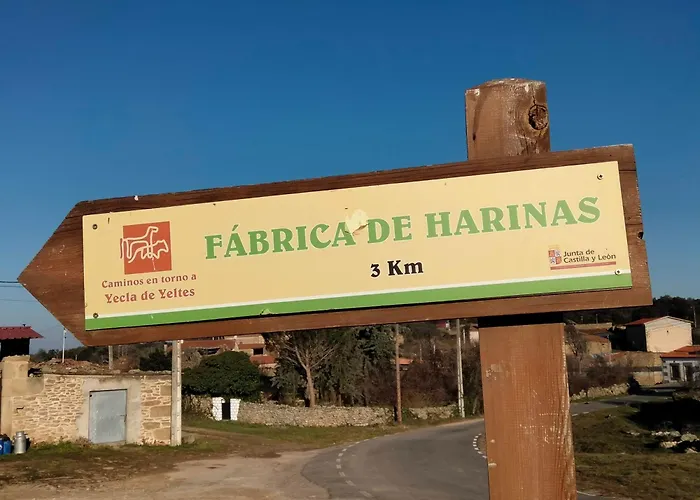 FÁBRICA DE HARINAS
3 Km
Caminos en torno a
Yecla de Yeltes
Junta de
Castilla y León